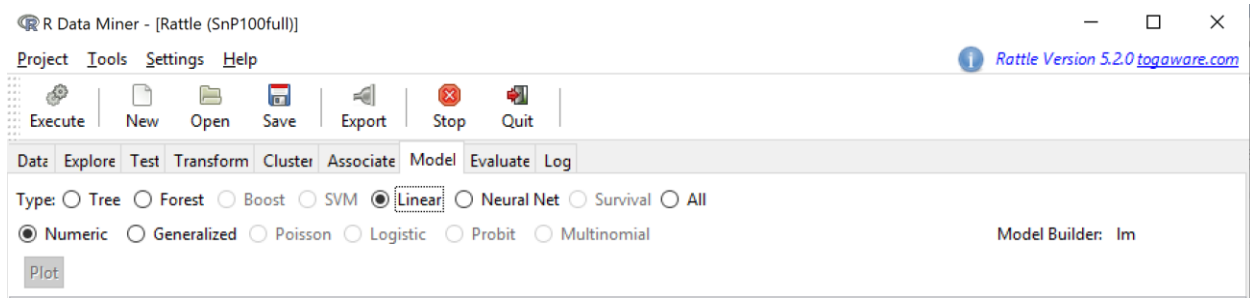 R Data Miner - [Rattle (SnP100full)]
Project Tools Settings Help Rattle Version 5.2.0 togaware.com
Execute New Open Save Export Stop Quit
Data Explore Test Transform Cluster Associate Model Evaluate Log
Type: Tree Forest Boost SVM Linear Neural Net Survival All
Numeric Generalized Poisson Logistic Probit Multinomial Model Builder: lm
Plot